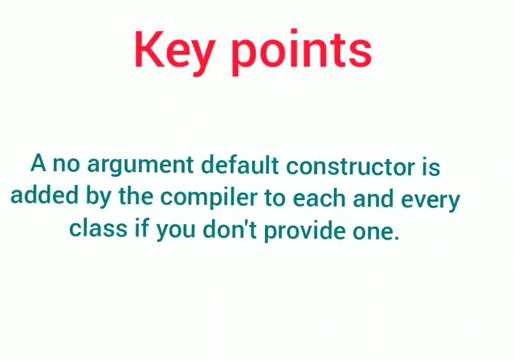 Key points
A no argument default constructor is
added by the compiler to each and every
class if you don't provide one.